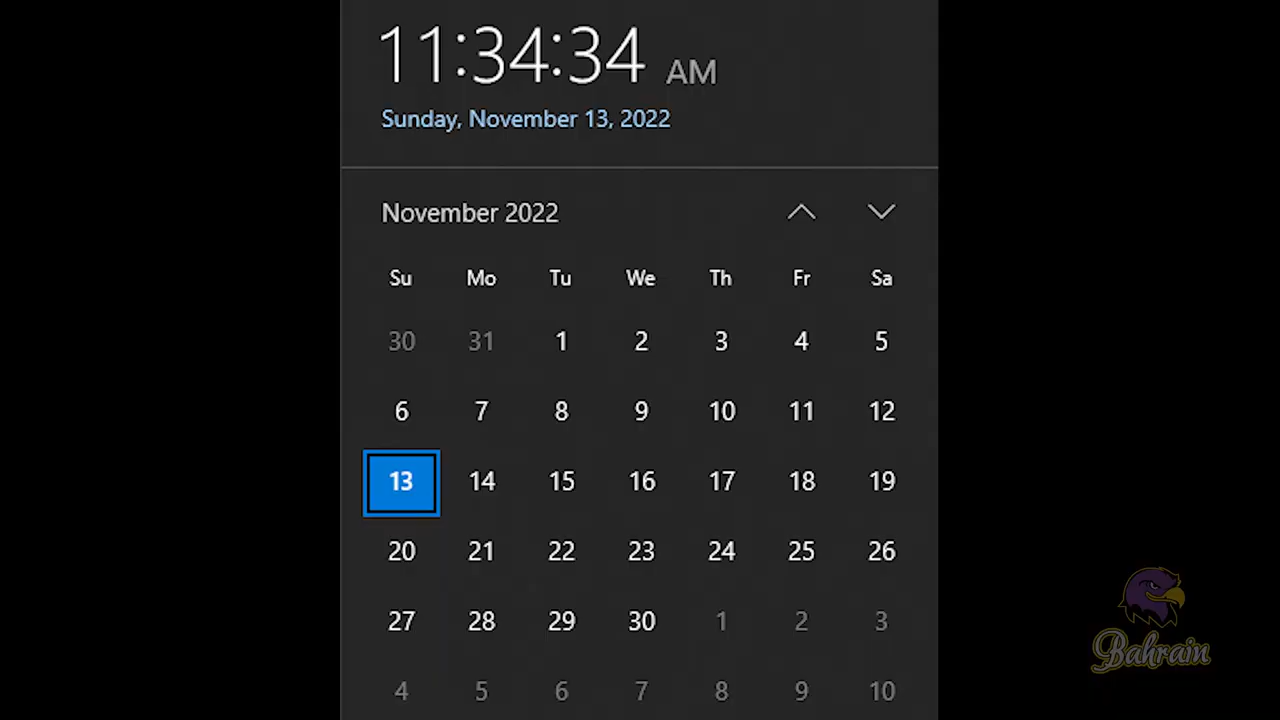 11:34:34 AM
Sunday, November 13, 2022
November 2022
Su Mo Tu We Th Fr Sa
30 31 1 2 3 4 5
6 7 8 9 10 11 12
13 14 15 16 17 18 19
20 21 22 23 24 25 26
27 28 29 30 1 2 3
4 5 6 7 8 9 10
Bahrain